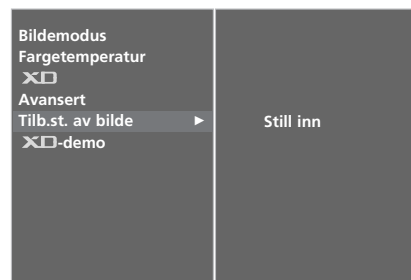 Bildemodus
Fargetemperatur
XD
Avansert
Tilb.st. av bilde ►
XD-demo
Still inn